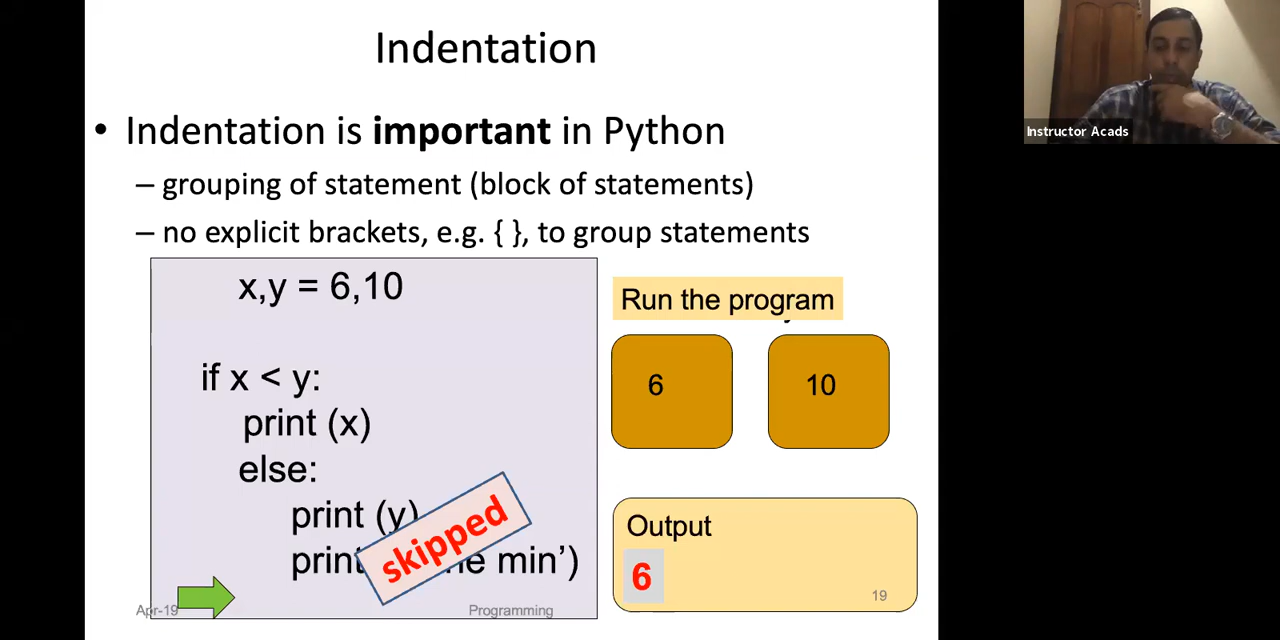 Indentation
Instructor Acads
• Indentation is important in Python
– grouping of statement (block of statements)
– no explicit brackets, e.g. { }, to group statements
x,y = 6,10
if x < y:
print (x)
else:
print (y)
print
min’)
skipped
Run the program
6
10
Output
6
Apr-19
Programming
19